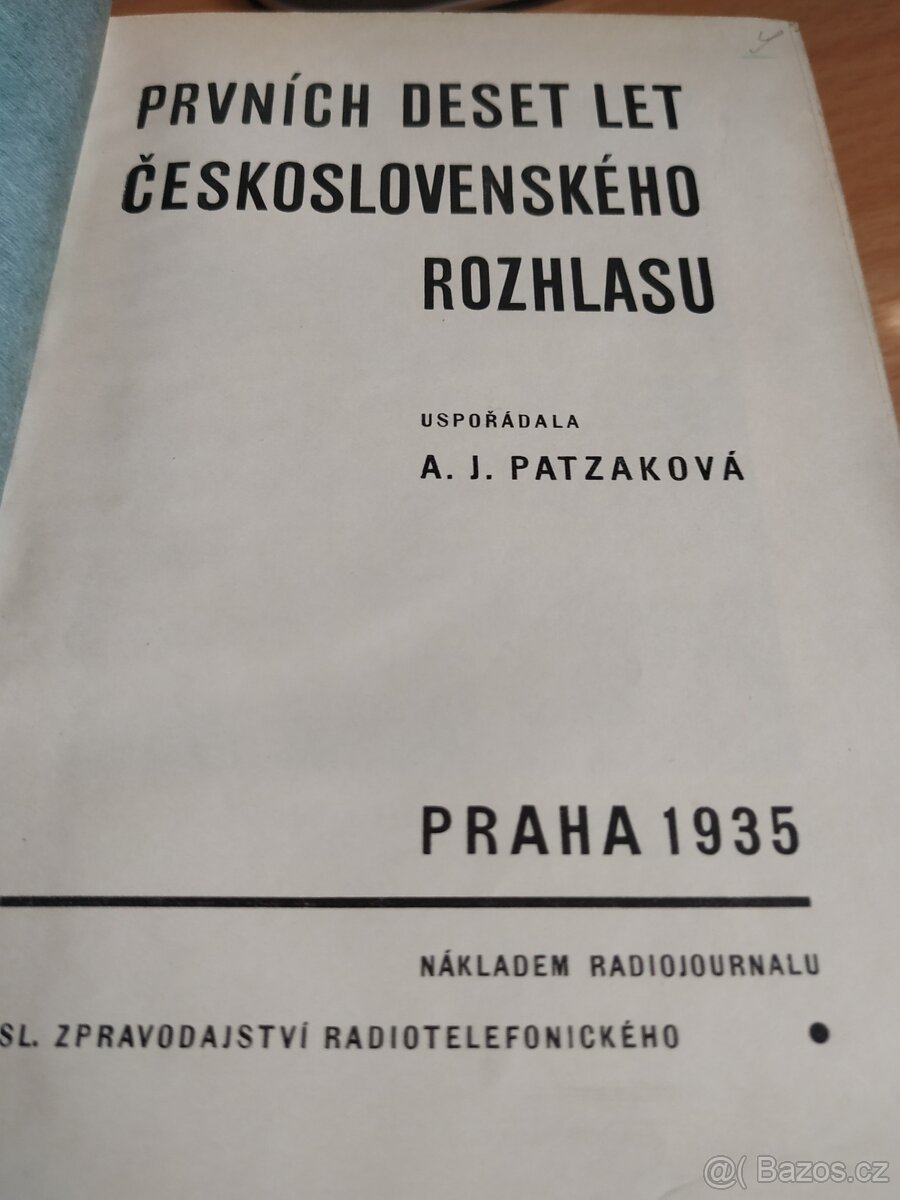 PRVNÍCH DESET LET
ČESKOSLOVENSKÉHO
ROZHLASU
USPOŘÁDALA
A. J. PATZAKOVÁ
PRAHA 1935
NÁKLADEM RADIOJOURNALU
SL. ZPRAVODAJSTVÍ RADIOTELEFONICKÉHO
@( Bazos.cz